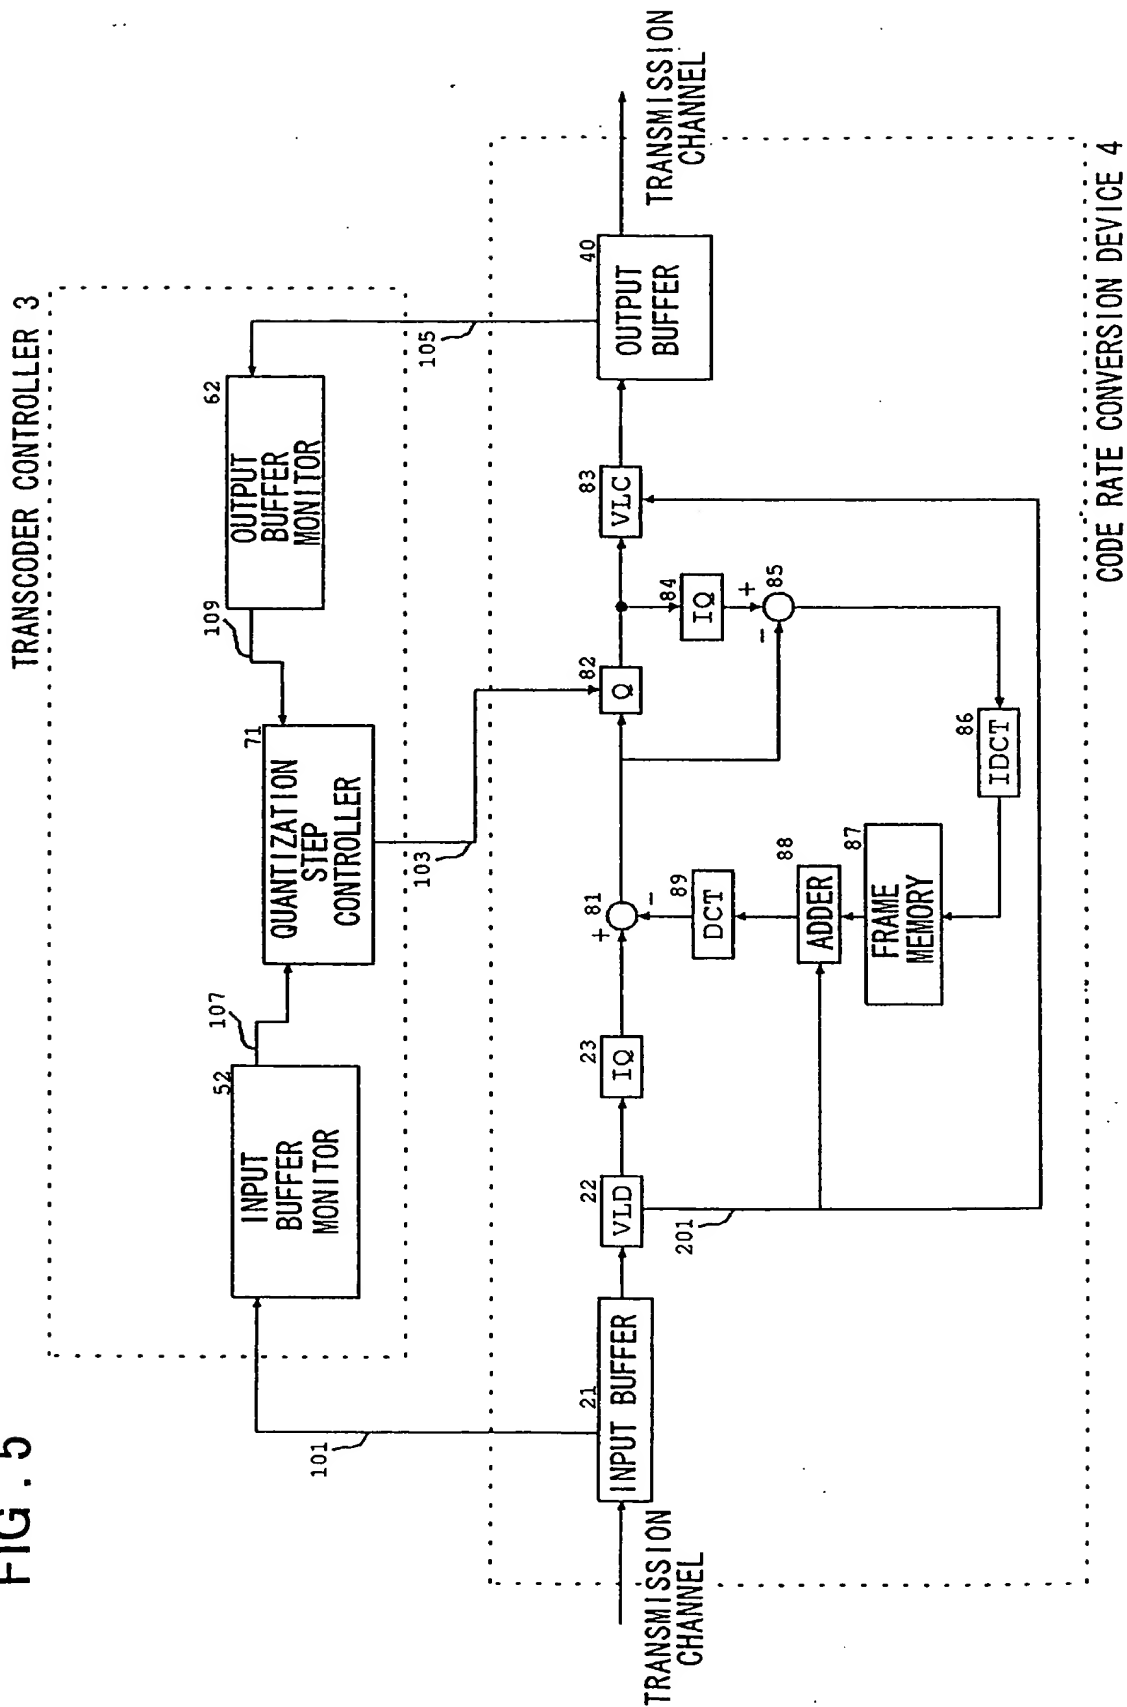 FIG. 5
TRANSCODER CONTROLLER 3
52
INPUT
BUFFER
MONITOR
107
71
QUANTIZATION
STEP
CONTROLLER
109
62
OUTPUT
BUFFER
MONITOR
101
103
105
TRANSMISSION
CHANNEL
21
INPUT BUFFER
22
VLD
23
IQ
+
81
-
82
Q
83
VLC
40
OUTPUT
BUFFER
TRANSMISSION
CHANNEL
84
IQ
+
85
-
89
DCT
88
ADDER
87
FRAME
MEMORY
86
IDCT
201
CODE RATE CONVERSION DEVICE 4